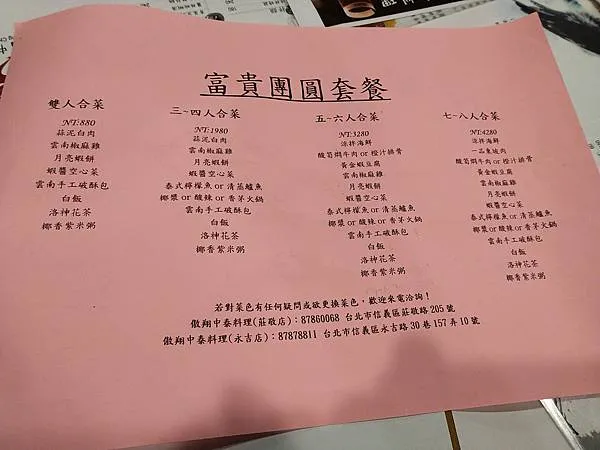 富貴團圓套餐
雙人合菜
NT:880
蒜泥白肉
雲南椒麻雞
月亮蝦餅
蝦醬空心菜
雲南手工破酥包
白飯
洛神花茶
椰香紫米粥
三~四人合菜
NT:1980
蒜泥白肉
雲南椒麻雞
月亮蝦餅
蝦醬空心菜
泰式檸檬魚 or 清蒸鱸魚
椰漿 or 酸辣 or 香茅火鍋
雲南手工破酥包
白飯
洛神花茶
椰香紫米粥
五~六人合菜
NT:3280
涼拌海鮮
酸筍燜牛肉 or 橙汁排骨
黃金蝦豆腐
雲南椒麻雞
月亮蝦餅
蝦醬空心菜
泰式檸檬魚 or 清蒸鱸魚
椰漿 or 酸辣 or 香茅火鍋
雲南手工破酥包
白飯
洛神花茶
椰香紫米粥
七~八人合菜
NT:4280
涼拌海鮮
一品東坡肉
酸筍燜牛肉 or 橙汁排骨
黃金蝦豆腐
雲南椒麻雞
月亮蝦餅
蝦醬空心菜
泰式檸檬魚 or 清蒸鱸魚
椰漿 or 酸辣 or 香茅火鍋
雲南手工破酥包
白飯
洛神花茶
椰香紫米粥
若對菜色有任何疑問或欲更換菜色，歡迎來電洽詢！
傲翔中泰料理(莊敬店)：87860068 台北市信義區莊敬路205號
傲翔中泰料理(永吉店)：87878811 台北市信義區永吉路30巷157弄10號